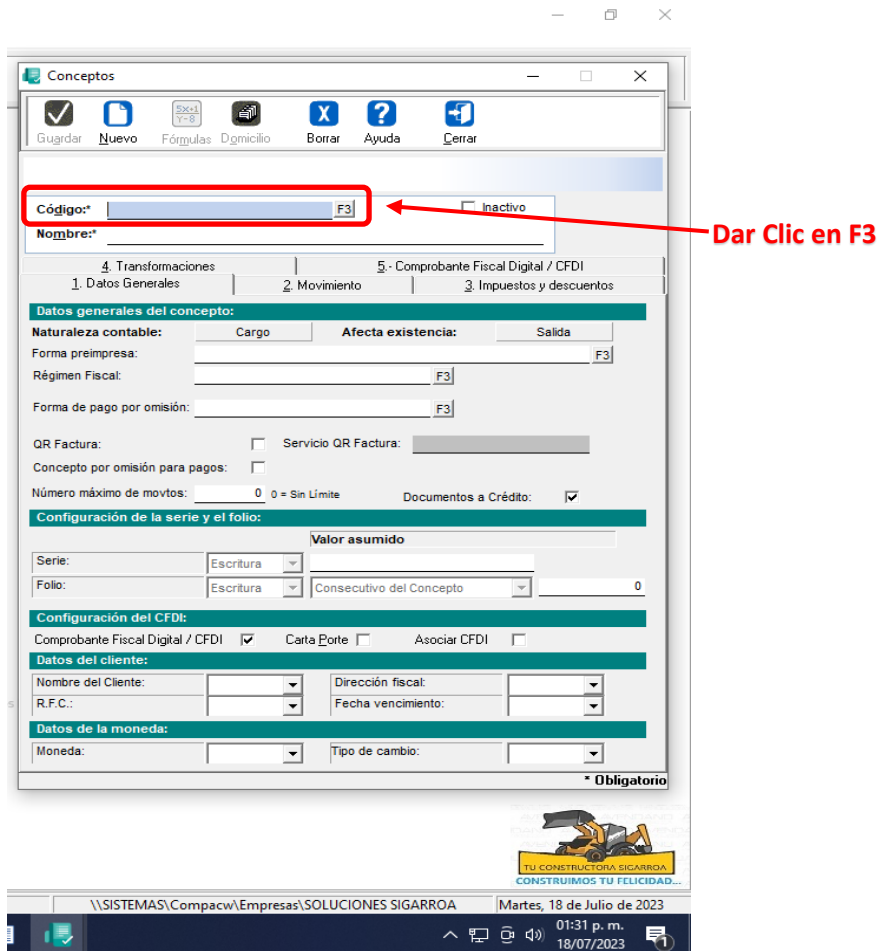 Conceptos
Guardar Nuevo Fórmulas Domicilio Borrar Ayuda Cerrar
Código:* F3 Inactivo
Dar Clic en F3
Nombre:*
4. Transformaciones 5.- Comprobante Fiscal Digital / CFDI
1. Datos Generales 2. Movimiento 3. Impuestos y descuentos
Datos generales del concepto:
Naturaleza contable: Cargo Afecta existencia: Salida
Forma preimpresa: F3
Régimen Fiscal: F3
Forma de pago por omisión: F3
QR Factura: Servicio QR Factura:
Concepto por omisión para pagos:
Número máximo de movtos: 0 0 = Sin Límite Documentos a Crédito:
Configuración de la serie y el folio:
Valor asumido
Serie: Escritura
Folio: Escritura Consecutivo del Concepto 0
Configuración del CFDI:
Comprobante Fiscal Digital / CFDI Carta Porte Asociar CFDI
Datos del cliente:
Nombre del Cliente: Dirección fiscal:
R.F.C.: Fecha vencimiento:
Datos de la moneda:
Moneda: Tipo de cambio:
* Obligatorio
TU CONSTRUCTORA SIGARROA
CONSTRUIMOS TU FELICIDAD...
\\SISTEMAS\Compacw\Empresas\SOLUCIONES SIGARROA Martes, 18 de Julio de 2023
01:31 p. m.
18/07/2023 1